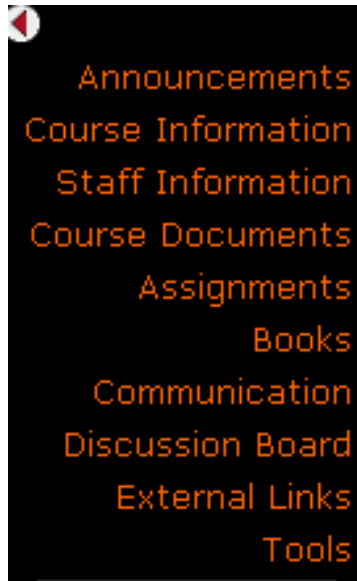 Announcements
Course Information
Staff Information
Course Documents
Assignments
Books
Communication
Discussion Board
External Links
Tools